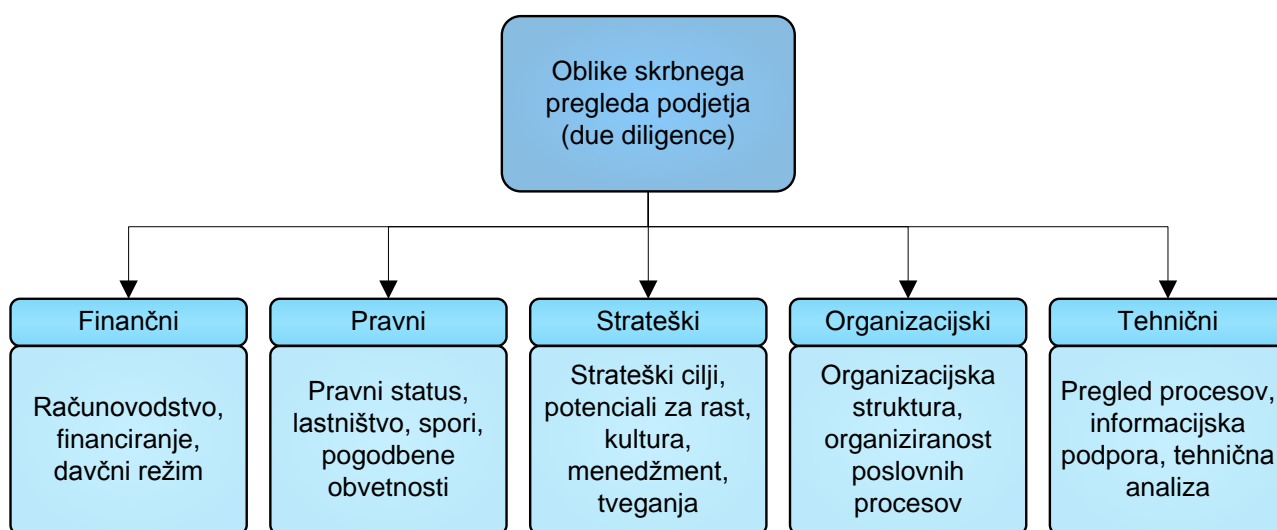 Oblike skrbnega
pregleda podjetja
(due diligence)
Finančni
Računovodstvo,
financiranje,
davčni režim
Pravni
Pravni status,
lastništvo, spori,
pogodbene
obvetnosti
Strateški
Strateški cilji,
potenciali za rast,
kultura,
menedžment,
tveganja
Organizacijski
Organizacijska
struktura,
organiziranost
poslovnih
procesov
Tehnični
Pregled procesov,
informacijska
podpora, tehnična
analiza